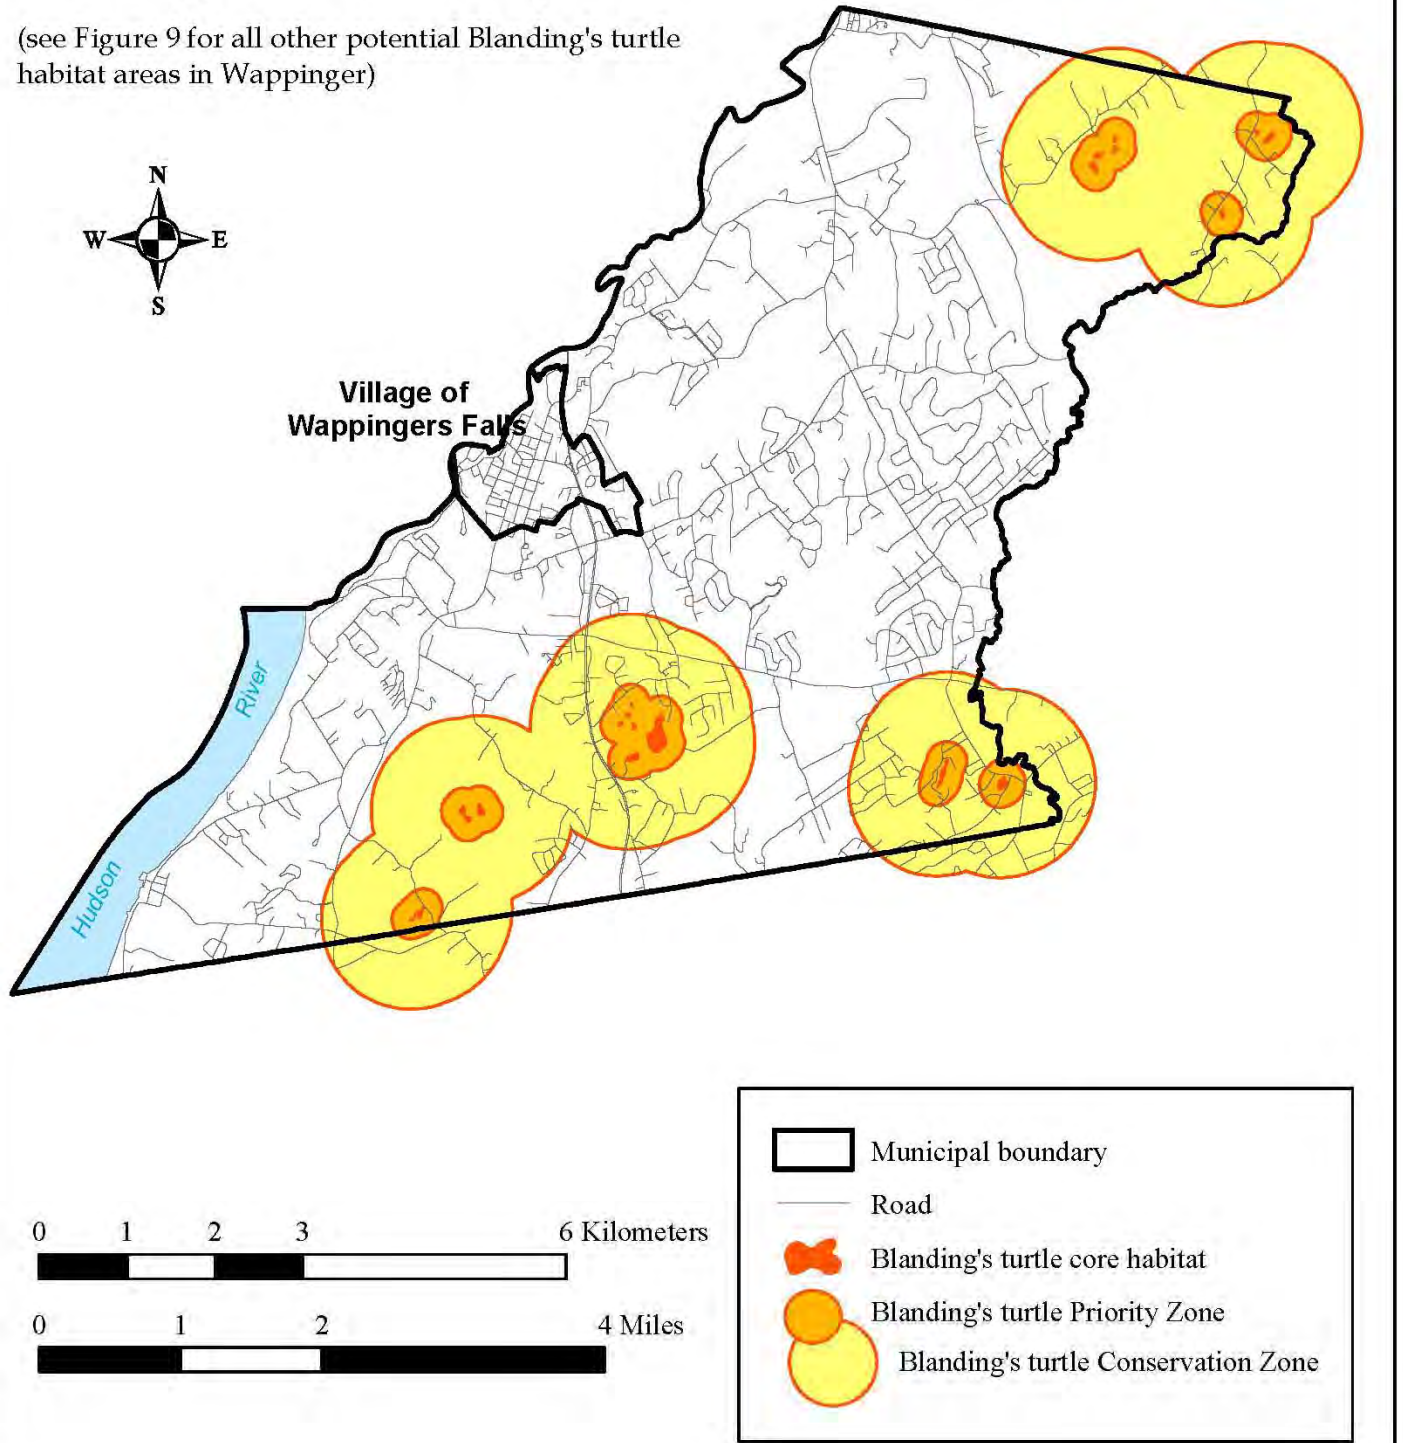 (see Figure 9 for all other potential Blanding's turtle
habitat areas in Wappinger)
N
W E
S
Village of
Wappingers Falls
River
Hudson
0 1 2 3 6 Kilometers
0 1 2 4 Miles
Municipal boundary
Road
Blanding's turtle core habitat
Blanding's turtle Priority Zone
Blanding's turtle Conservation Zone